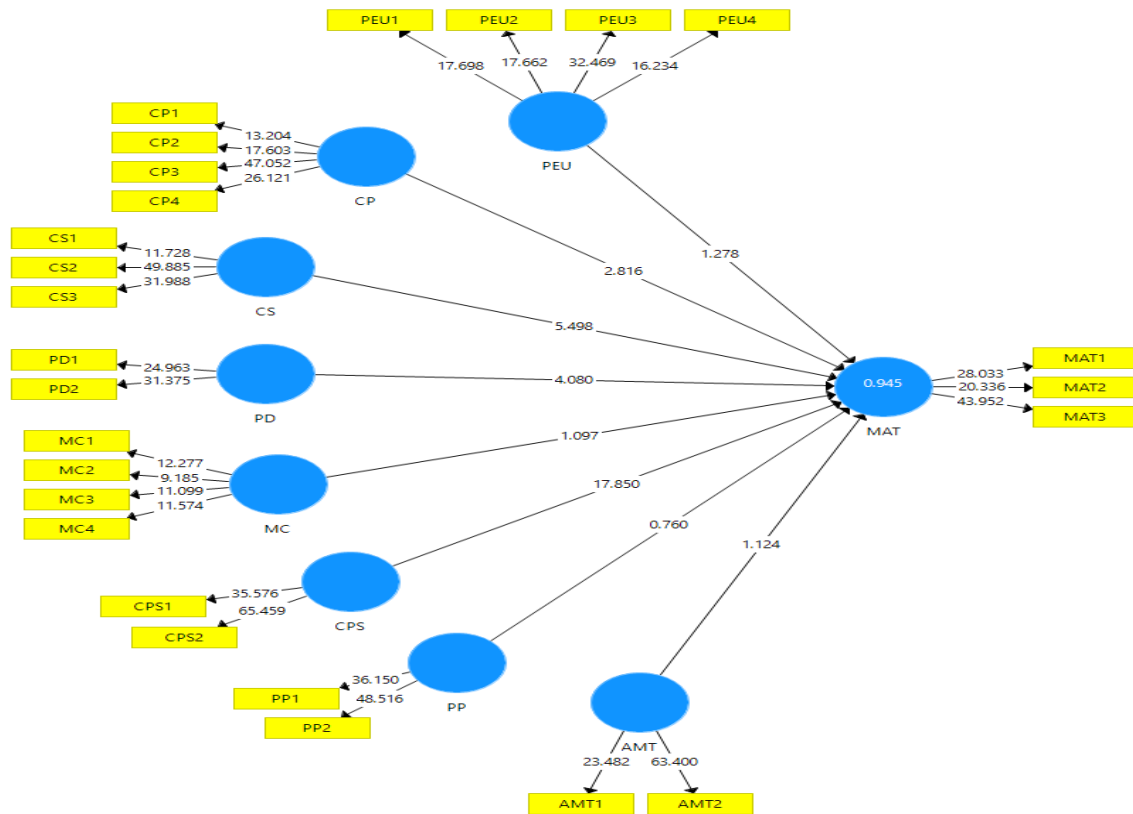 PEU1 PEU2 PEU3 PEU4
17.698 17.662 32.469 16.234
PEU
CP1
CP2
CP3
CP4
13.204
17.603
47.052
26.121
CP
1.278
2.816
CS1
CS2
CS3
11.728
49.885
31.988
CS
5.498
PD1
PD2
24.963
31.375
PD
4.080
0.945
MAT
28.033
20.336
43.952
MAT1
MAT2
MAT3
MC1
MC2
MC3
MC4
12.277
9.185
11.099
11.574
MC
1.097
17.850
0.760
1.124
CPS1
CPS2
35.576
65.459
CPS
PP1
PP2
36.150
48.516
PP
AMT
23.482 63.400
AMT1 AMT2